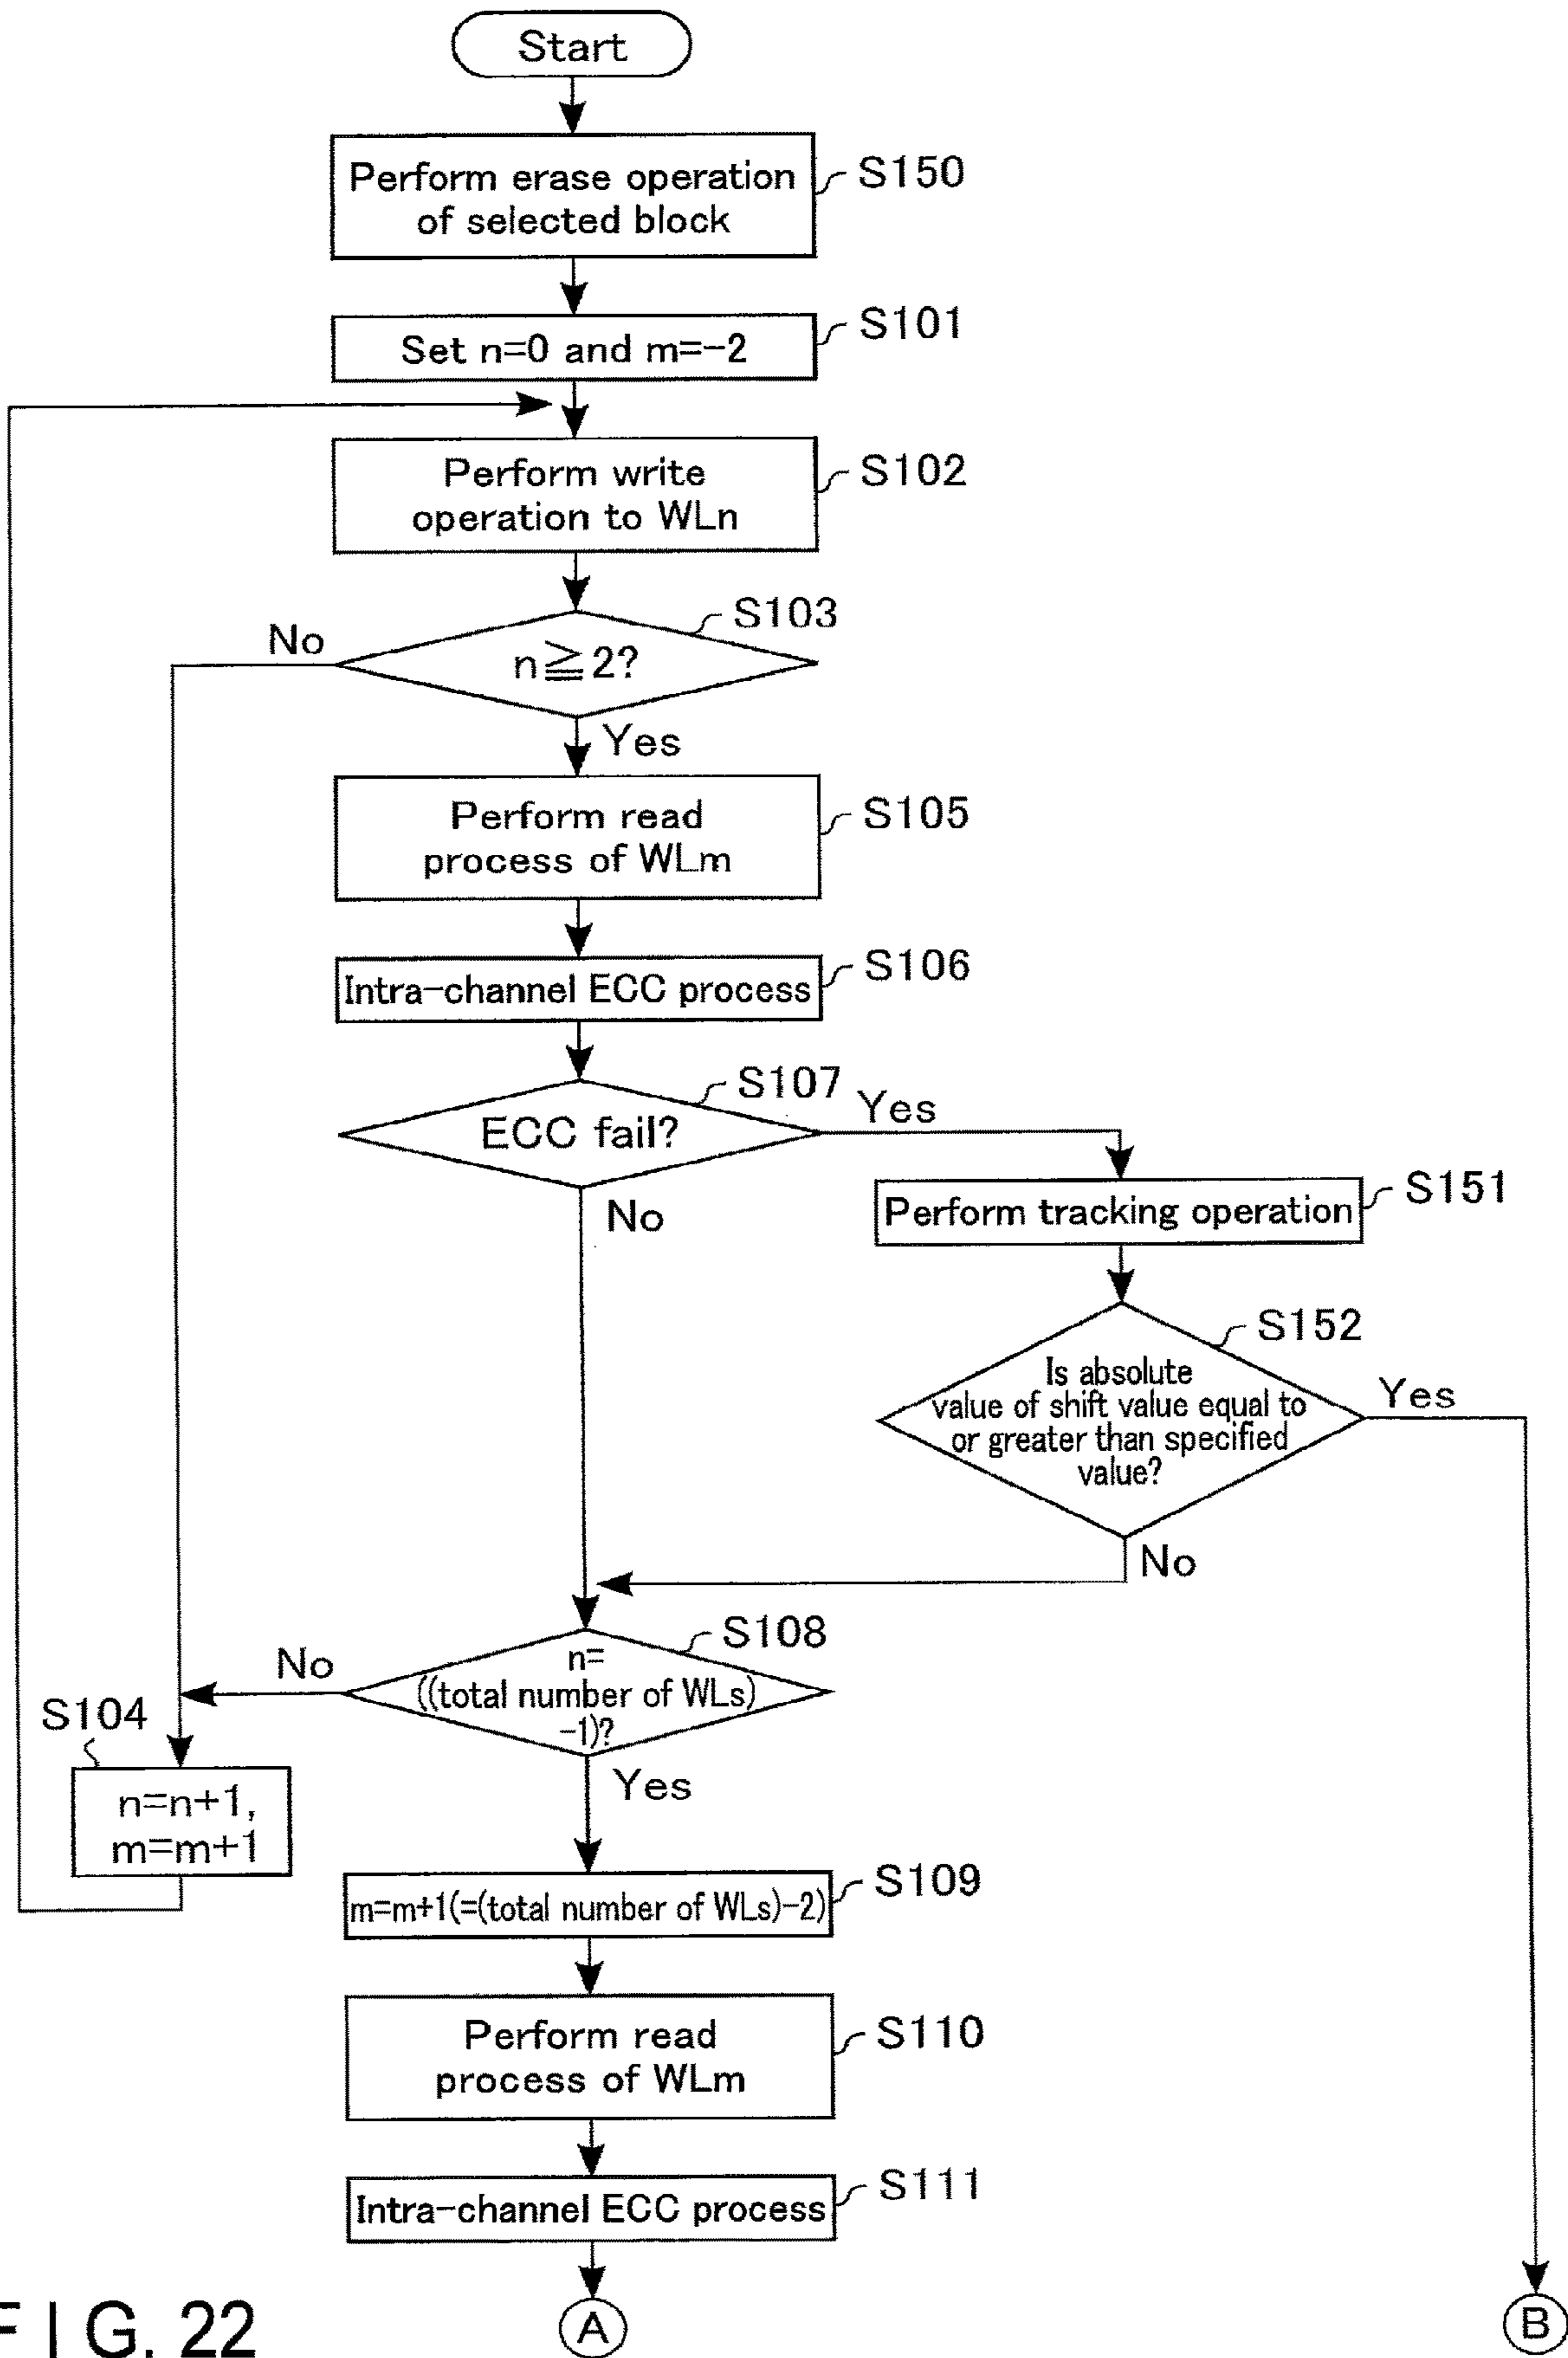 Start
Perform erase operation
of selected block
S150
Set n=0 and m=-2
S101
Perform write
operation to WLn
S102
n≧2?
S103
No
Yes
Perform read
process of WLm
S105
Intra-channel ECC process
S106
ECC fail?
S107
Yes
No
Perform tracking operation
S151
Is absolute
value of shift value equal to
or greater than specified
value?
S152
Yes
No
n=
((total number of WLs)
-1)?
S108
No
Yes
S104
n=n+1,
m=m+1
m=m+1(=(total number of WLs)-2)
S109
Perform read
process of WLm
S110
Intra-channel ECC process
S111
A
B
F I G. 22